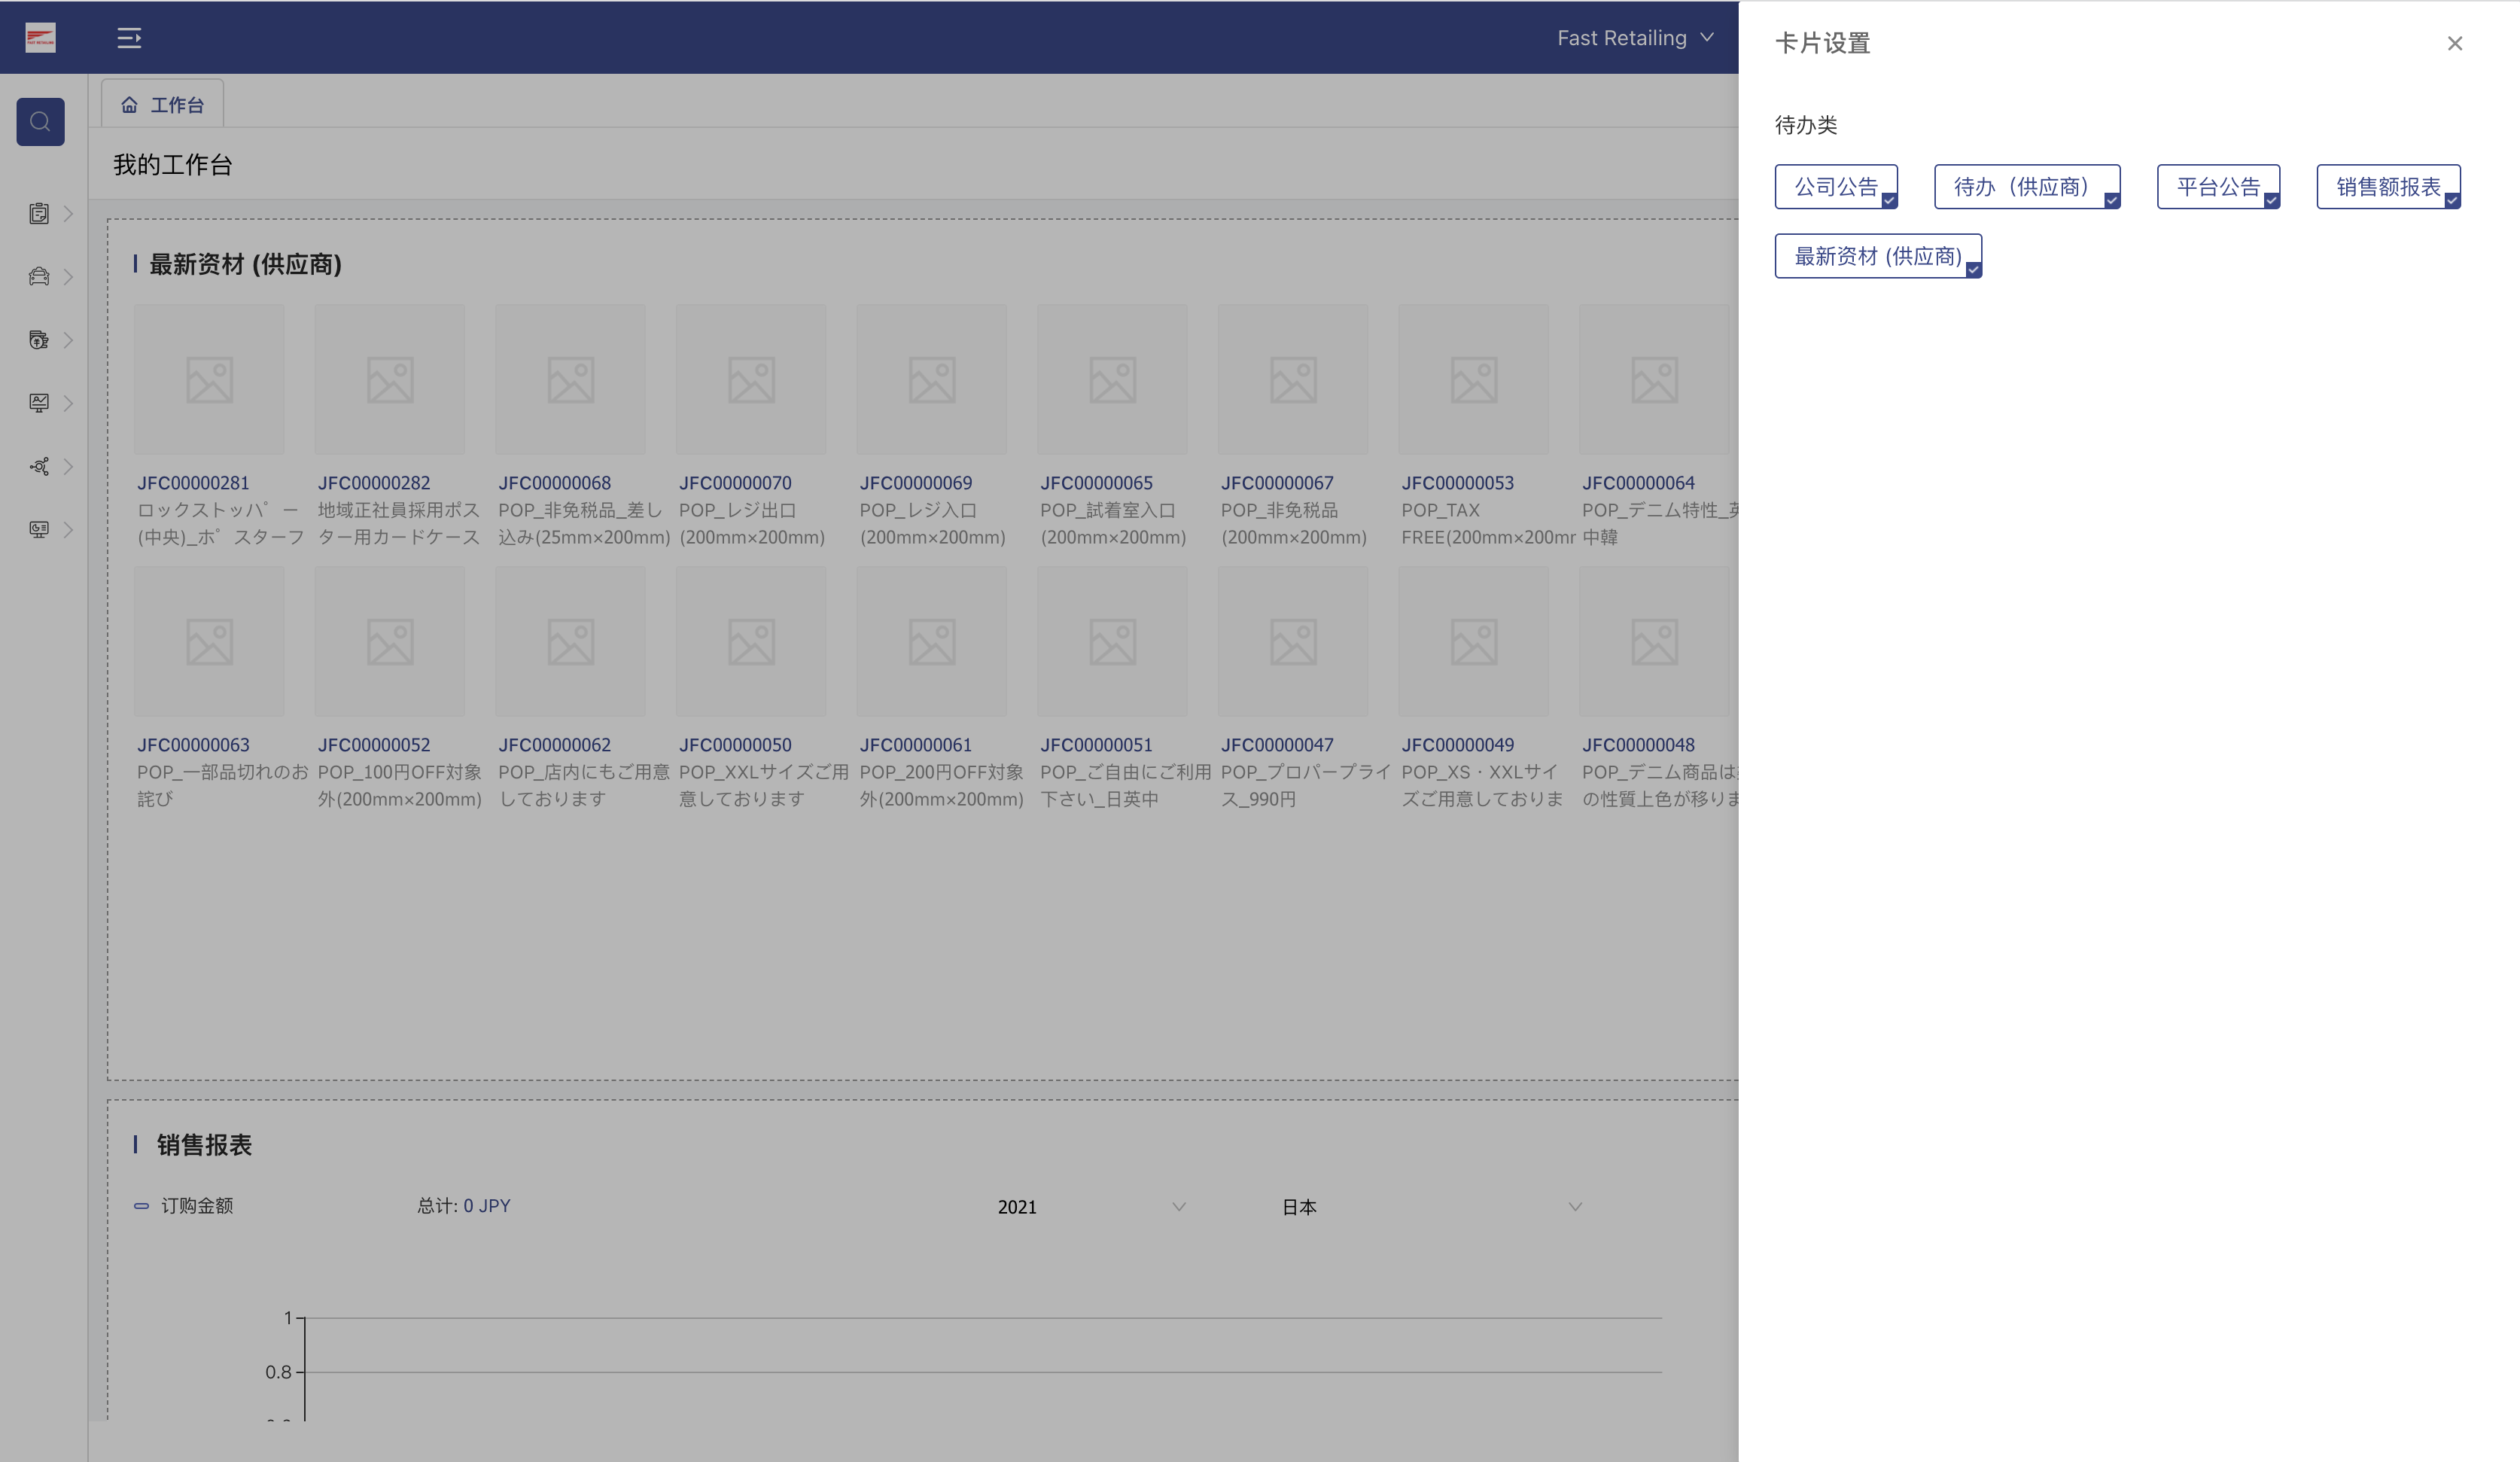 FAST RETAILING
Fast Retailing
工作台
我的工作台
最新资材 (供应商)
JFC00000281
ロックストッパー
(中央)_ポスターフ
JFC00000282
地域正社員採用ポス
ター用カードケース
JFC00000068
POP_非免税品_差し
込み(25mm×200mm)
JFC00000070
POP_レジ出口
(200mm×200mm)
JFC00000069
POP_レジ入口
(200mm×200mm)
JFC00000065
POP_試着室入口
(200mm×200mm)
JFC00000067
POP_非免税品
(200mm×200mm)
JFC00000053
POP_TAX
FREE(200mm×200mm
JFC00000064
POP_デニム特性_英
中韓
JFC00000063
POP_一部品切れのお
詫び
JFC00000052
POP_100円OFF対象
外(200mm×200mm)
JFC00000062
POP_店内にもご用意
しております
JFC00000050
POP_XXLサイズご用
意しております
JFC00000061
POP_200円OFF対象
外(200mm×200mm)
JFC00000051
POP_ご自由にご利用
下さい_日英中
JFC00000047
POP_プロパープライ
ス_990円
JFC00000049
POP_XS・XXLサイ
ズご用意しておりま
JFC00000048
POP_デニム商品は
の性質上色が移りま
销售报表
订购金额
总计: 0 JPY
2021
日本
1
0.8
卡片设置
待办类
公司公告
待办（供应商）
平台公告
销售额报表
最新资材 (供应商)